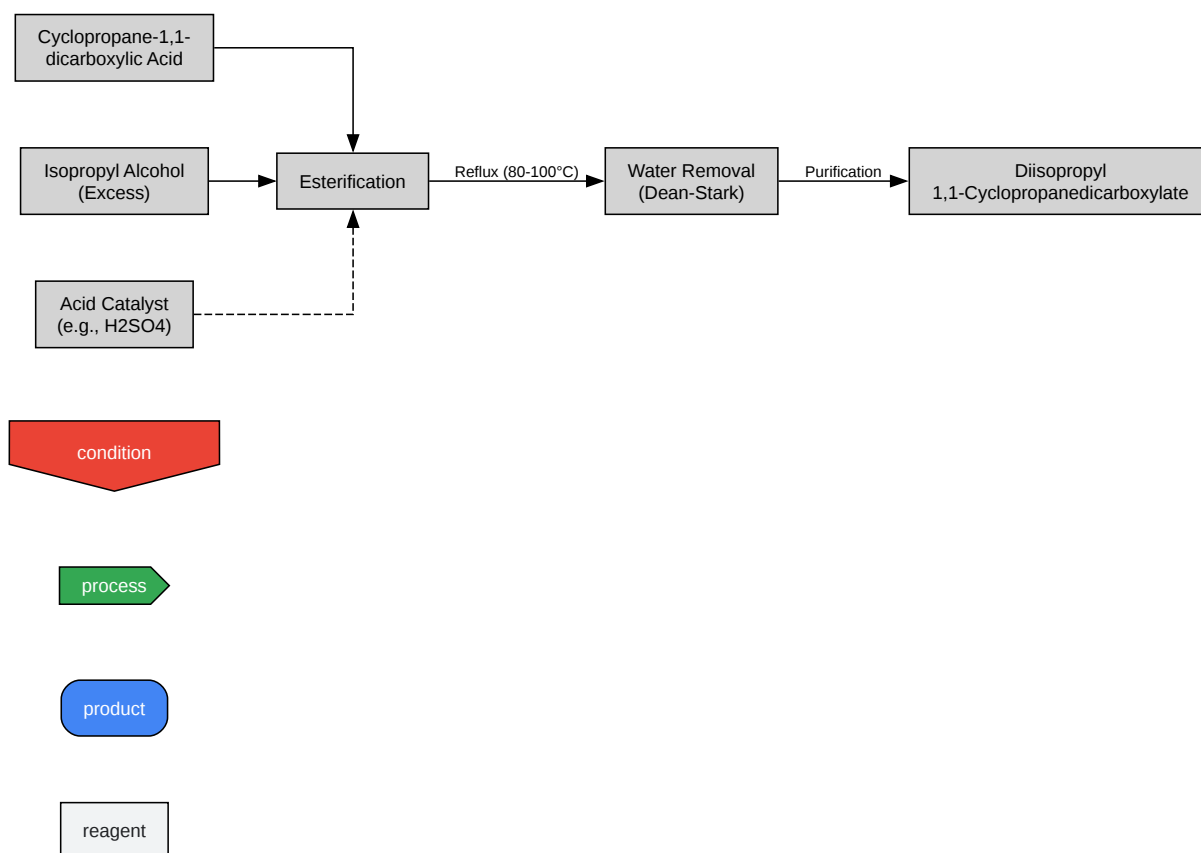 Cyclopropane-1,1-
dicarboxylic Acid
Isopropyl Alcohol
(Excess)
Esterification
Reflux (80-100°C)
Water Removal
(Dean-Stark)
Purification
Diisopropyl
1,1-Cyclopropanedicarboxylate
Acid Catalyst
(e.g., H2SO4)
condition
process
product
reagent